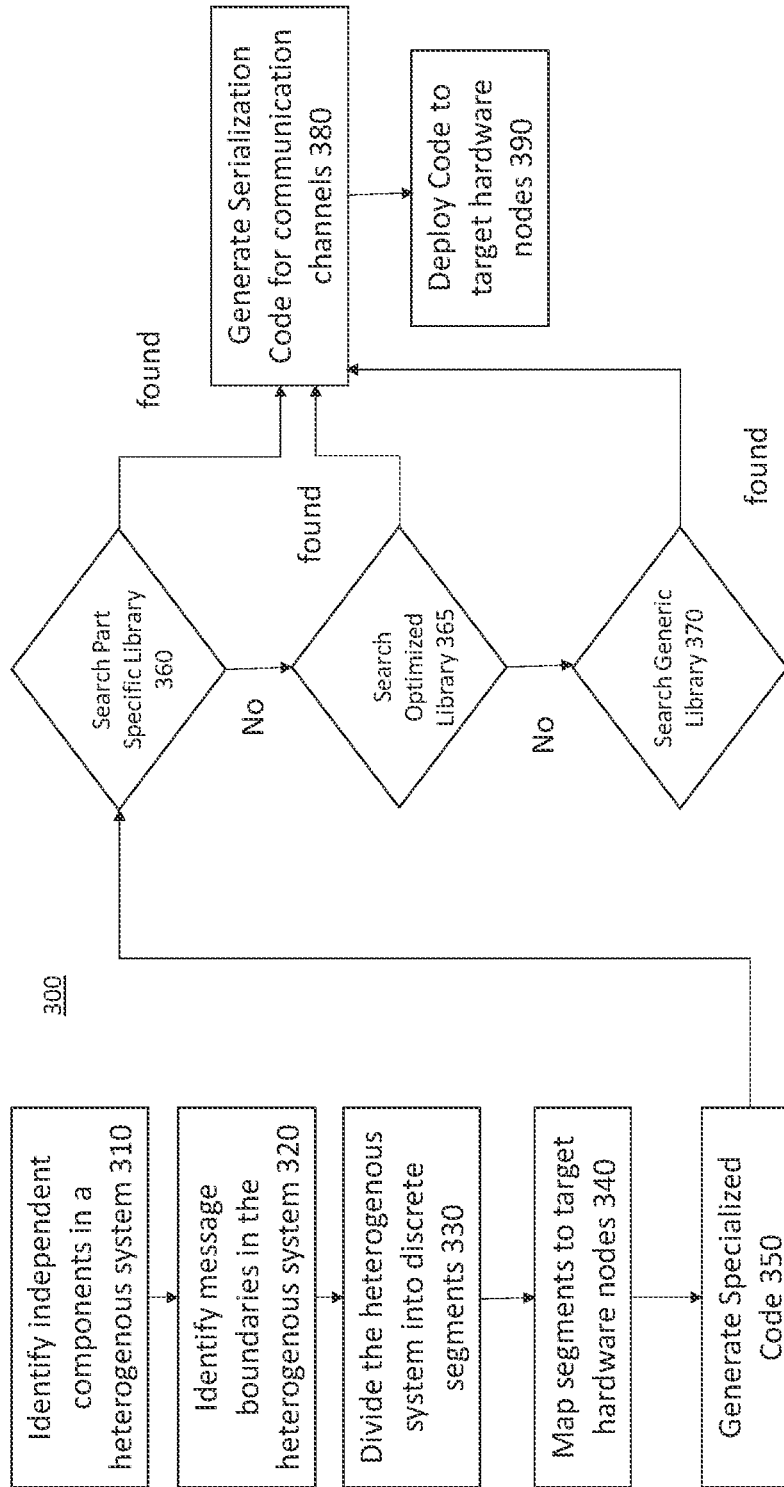 300
Identify independent
components in a
heterogenous system 310
Identify message
boundaries in the
heterogenous system 320
Divide the heterogenous
system into discrete
segments 330
Map segments to target
hardware nodes 340
Generate Specialized
Code 350
Search Part
Specific Library
360
found
No
Search
Optimized
Library 365
found
No
Search Generic
Library 370
found
Generate Serialization
Code for communication
channels 380
Deploy Code to
target hardware
nodes 390